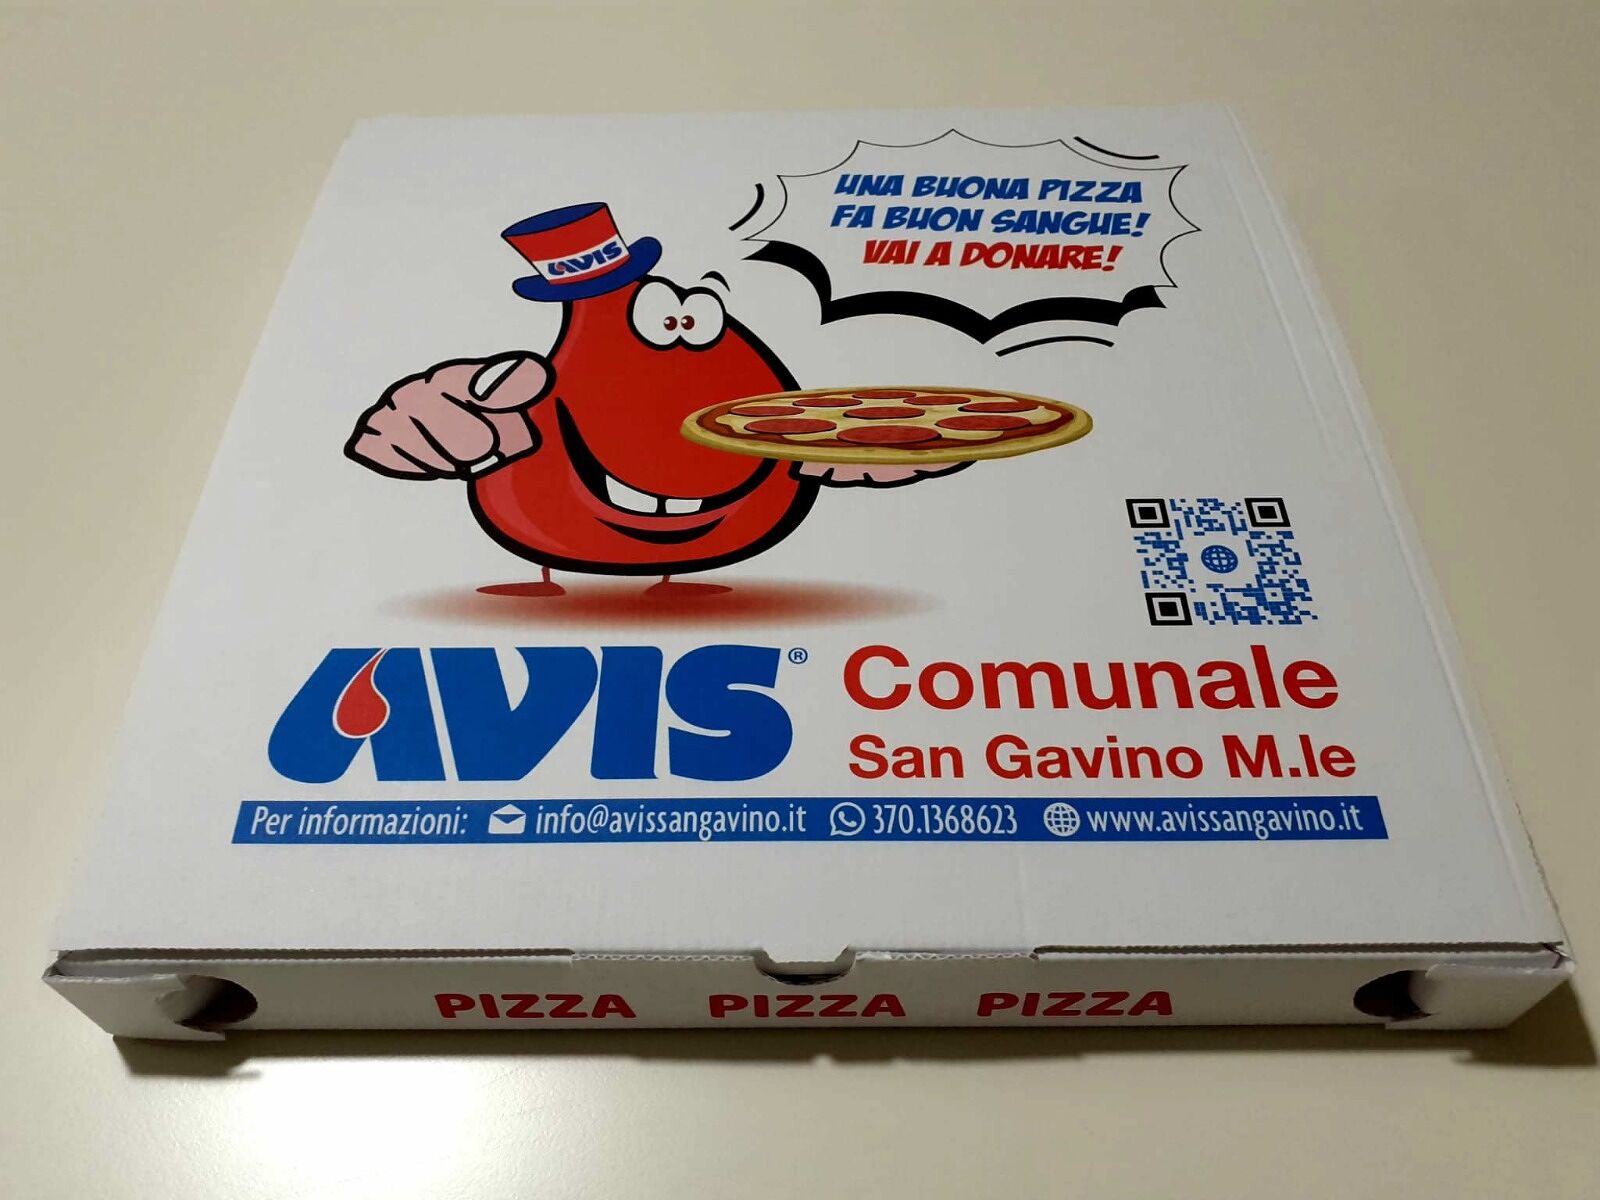 UNA BUONA PIZZA
FA BUON SANGUE!
VAI A DONARE!
AVIS
AVIS®
Comunale
San Gavino M.le
Per informazioni: info@avissangavino.it 370.1368623 www.avissangavino.it
PIZZA PIZZA PIZZA